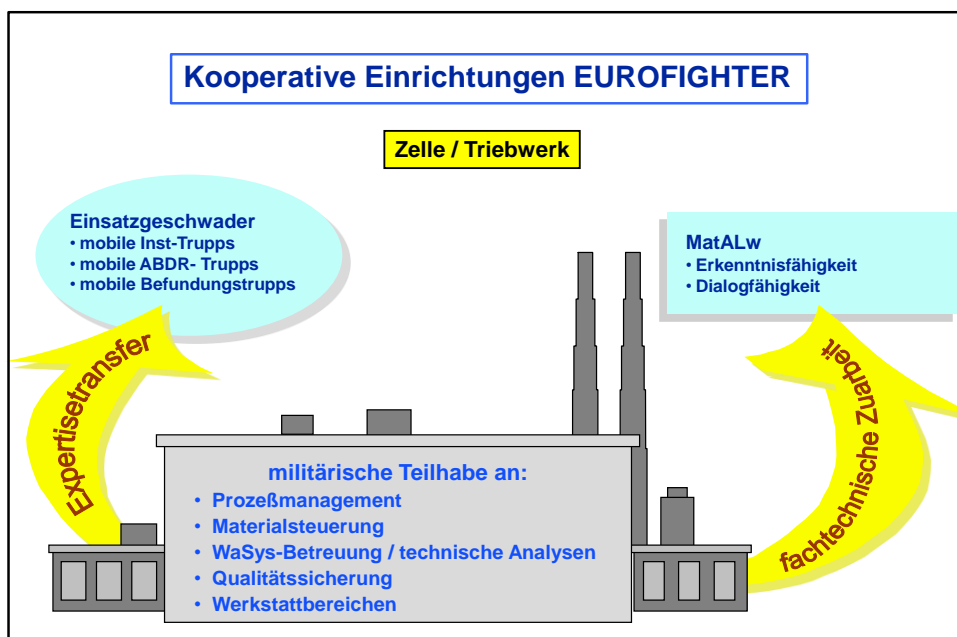 Kooperative Einrichtungen EUROFIGHTER
Zelle / Triebwerk
Einsatzgeschwader
• mobile Inst-Trupps
• mobile ABDR- Trupps
• mobile Befundungstrupps
MatALw
• Erkenntnisfähigkeit
• Dialogfähigkeit
Expertisetransfer
fachtechnische Zuarbeit
militärische Teilhabe an:
• Prozeßmanagement
• Materialsteuerung
• WaSys-Betreuung / technische Analysen
• Qualitätssicherung
• Werkstattbereichen